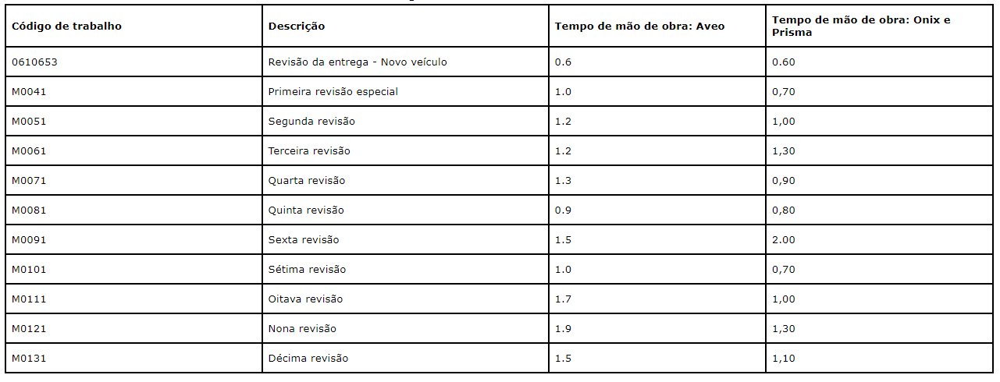 Código de trabalho Descrição Tempo de mão de obra: Aveo Tempo de mão de obra: Onix e
Prisma
0610653 Revisão da entrega - Novo veículo 0.6 0.60
M0041 Primeira revisão especial 1.0 0,70
M0051 Segunda revisão 1.2 1,00
M0061 Terceira revisão 1.2 1,30
M0071 Quarta revisão 1.3 0,90
M0081 Quinta revisão 0.9 0,80
M0091 Sexta revisão 1.5 2.00
M0101 Sétima revisão 1.0 0,70
M0111 Oitava revisão 1.7 1,00
M0121 Nona revisão 1.9 1,30
M0131 Décima revisão 1.5 1,10